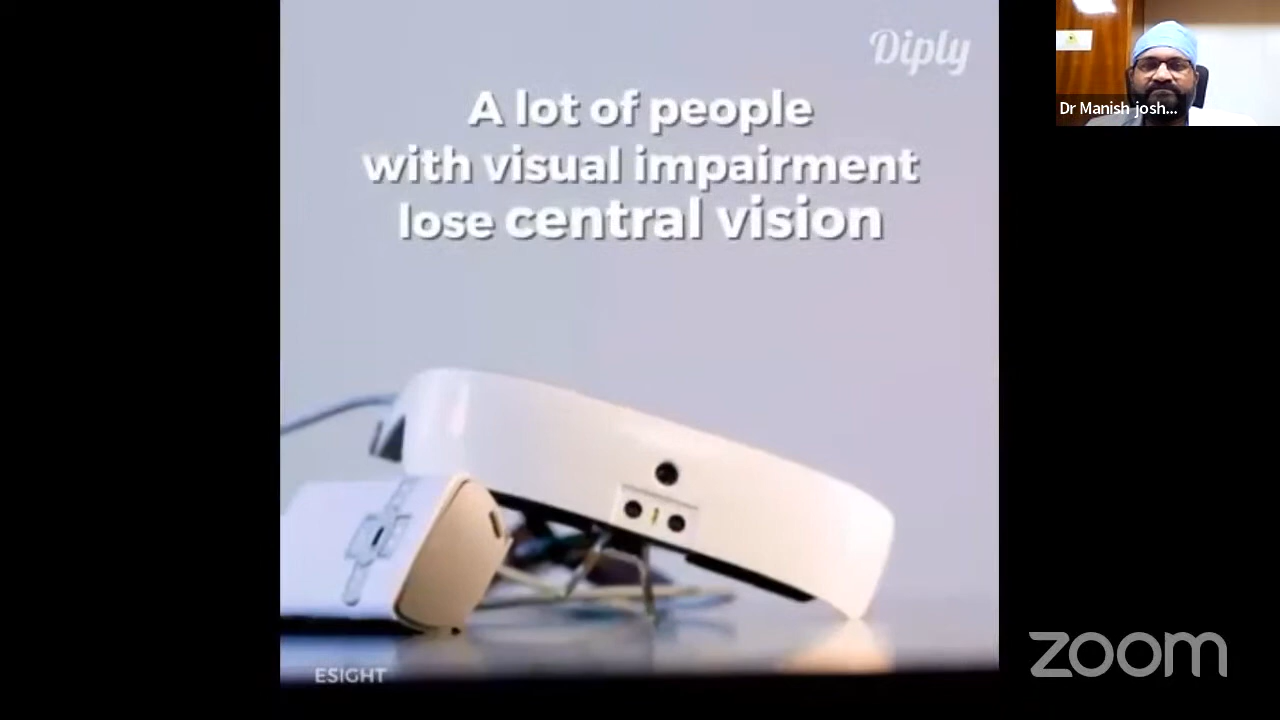 Diply
A lot of people
with visual impairment
lose central vision
ESIGHT
Dr Manish josh...
zoom